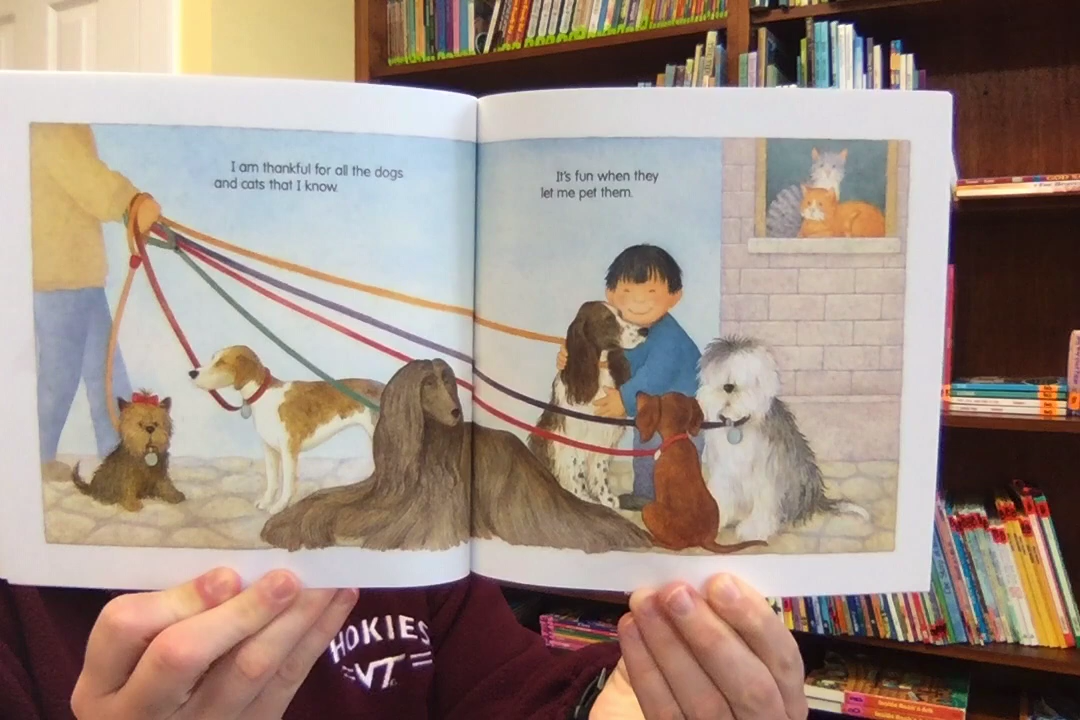 I am thankful for all the dogs
and cats that I know.
It's fun when they
let me pet them.
HOKIES
VT